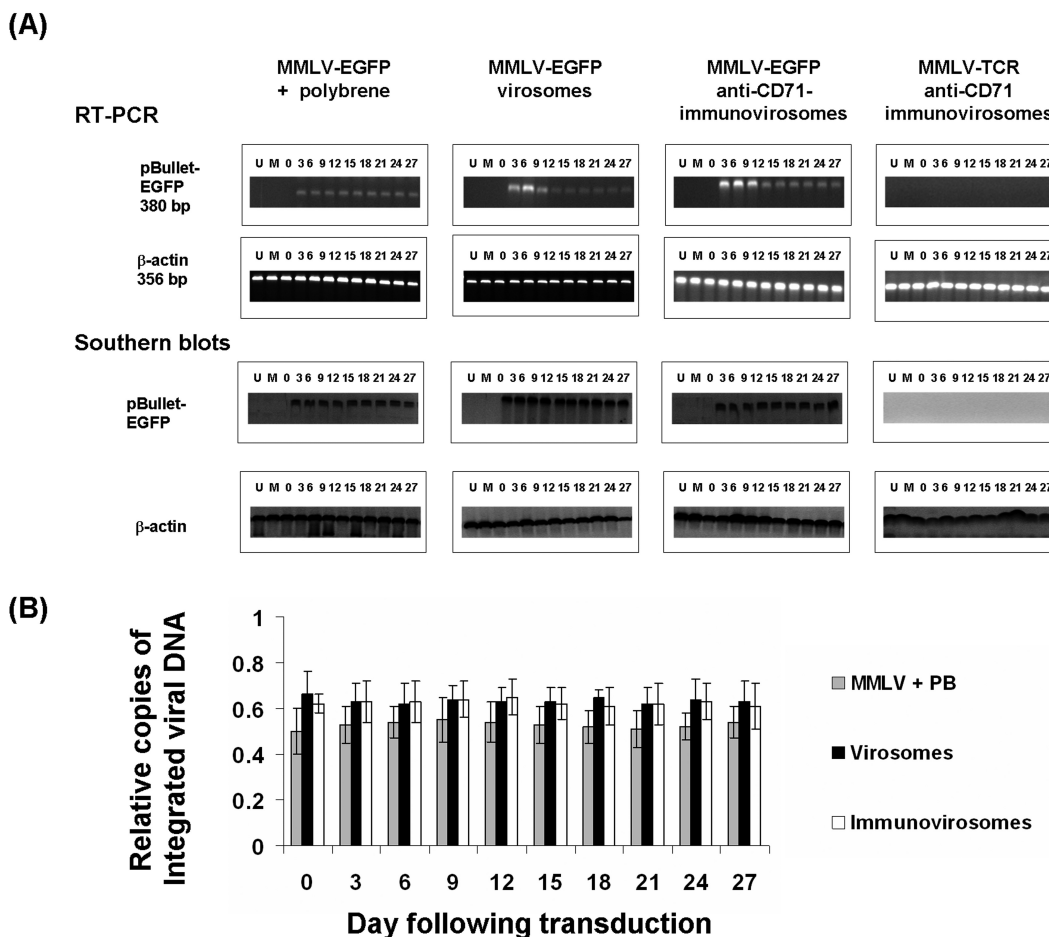 (A)
MMLV-EGFP + polybrene
MMLV-EGFP virosomes
MMLV-EGFP anti-CD71- immunovirosomes
MMLV-TCR anti-CD71 immunovirosomes
RT-PCR
pBullet- EGFP 380 bp
U M 0 3 6 9 12 15 18 21 24 27
U M 0 3 6 9 12 15 18 21 24 27
U M 0 3 6 9 12 15 18 21 24 27
U M 0 3 6 9 12 15 18 21 24 27
β-actin 356 bp
U M 0 3 6 9 12 15 18 21 24 27
U M 0 3 6 9 12 15 18 21 24 27
U M 0 3 6 9 12 15 18 21 24 27
U M 0 3 6 9 12 15 18 21 24 27
Southern blots
pBullet- EGFP
U M 0 3 6 9 12 15 18 21 24 27
U M 0 3 6 9 12 15 18 21 24 27
U M 0 3 6 9 12 15 18 21 24 27
U M 0 3 6 9 12 15 18 21 24 27
β-actin
U M 0 3 6 9 12 15 18 21 24 27
U M 0 3 6 9 12 15 18 21 24 27
U M 0 3 6 9 12 15 18 21 24 27
U M 0 3 6 9 12 15 18 21 24 27
(B)
Relative copies of
Integrated viral DNA
1
0.8
0.6
0.4
0.2
0
0 3 6 9 12 15 18 21 24 27
Day following transduction
MMLV + PB
Virosomes
Immunovirosomes